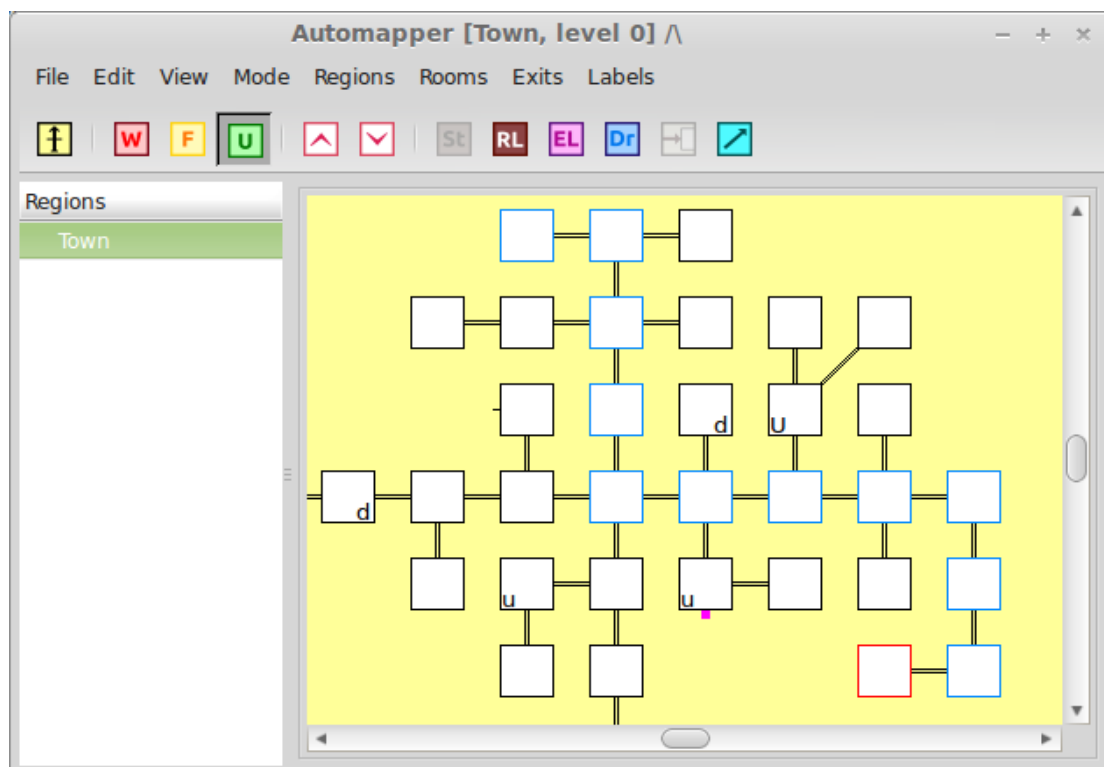 Automapper [Town, level 0] /\
File Edit View Mode Regions Rooms Exits Labels
W F U St RL EL Dr
Regions
Town
d U
d
u u